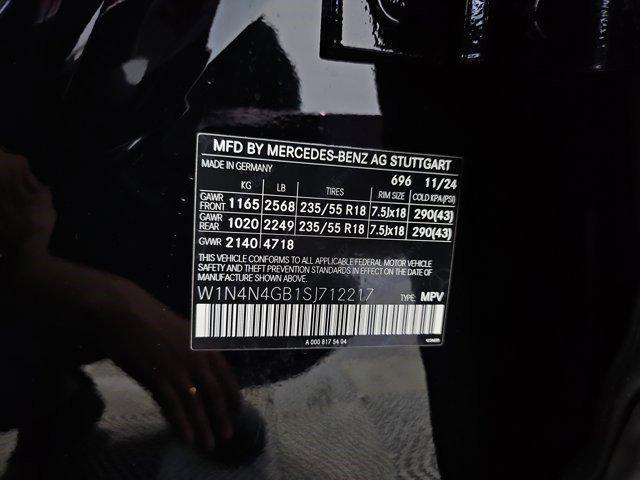 MFD BY MERCEDES-BENZ AG STUTTGART
MADE IN GERMANY 696 11/24
KG LB TIRES RIM SIZE COLD KPA (PSI)
GAWR FRONT 1165 2568 235/55 R18 7.5Jx18 290(43)
GAWR REAR 1020 2249 235/55 R18 7.5Jx18 290(43)
GVWR 2140 4718
THIS VEHICLE CONFORMS TO ALL APPLICABLE FEDERAL MOTOR VEHICLE
SAFETY AND THEFT PREVENTION STANDARDS IN EFFECT ON THE DATE OF
MANUFACTURE SHOWN ABOVE.
W1N4N4GB1SJ712217 TYPE: MPV
A 000 817 54 04